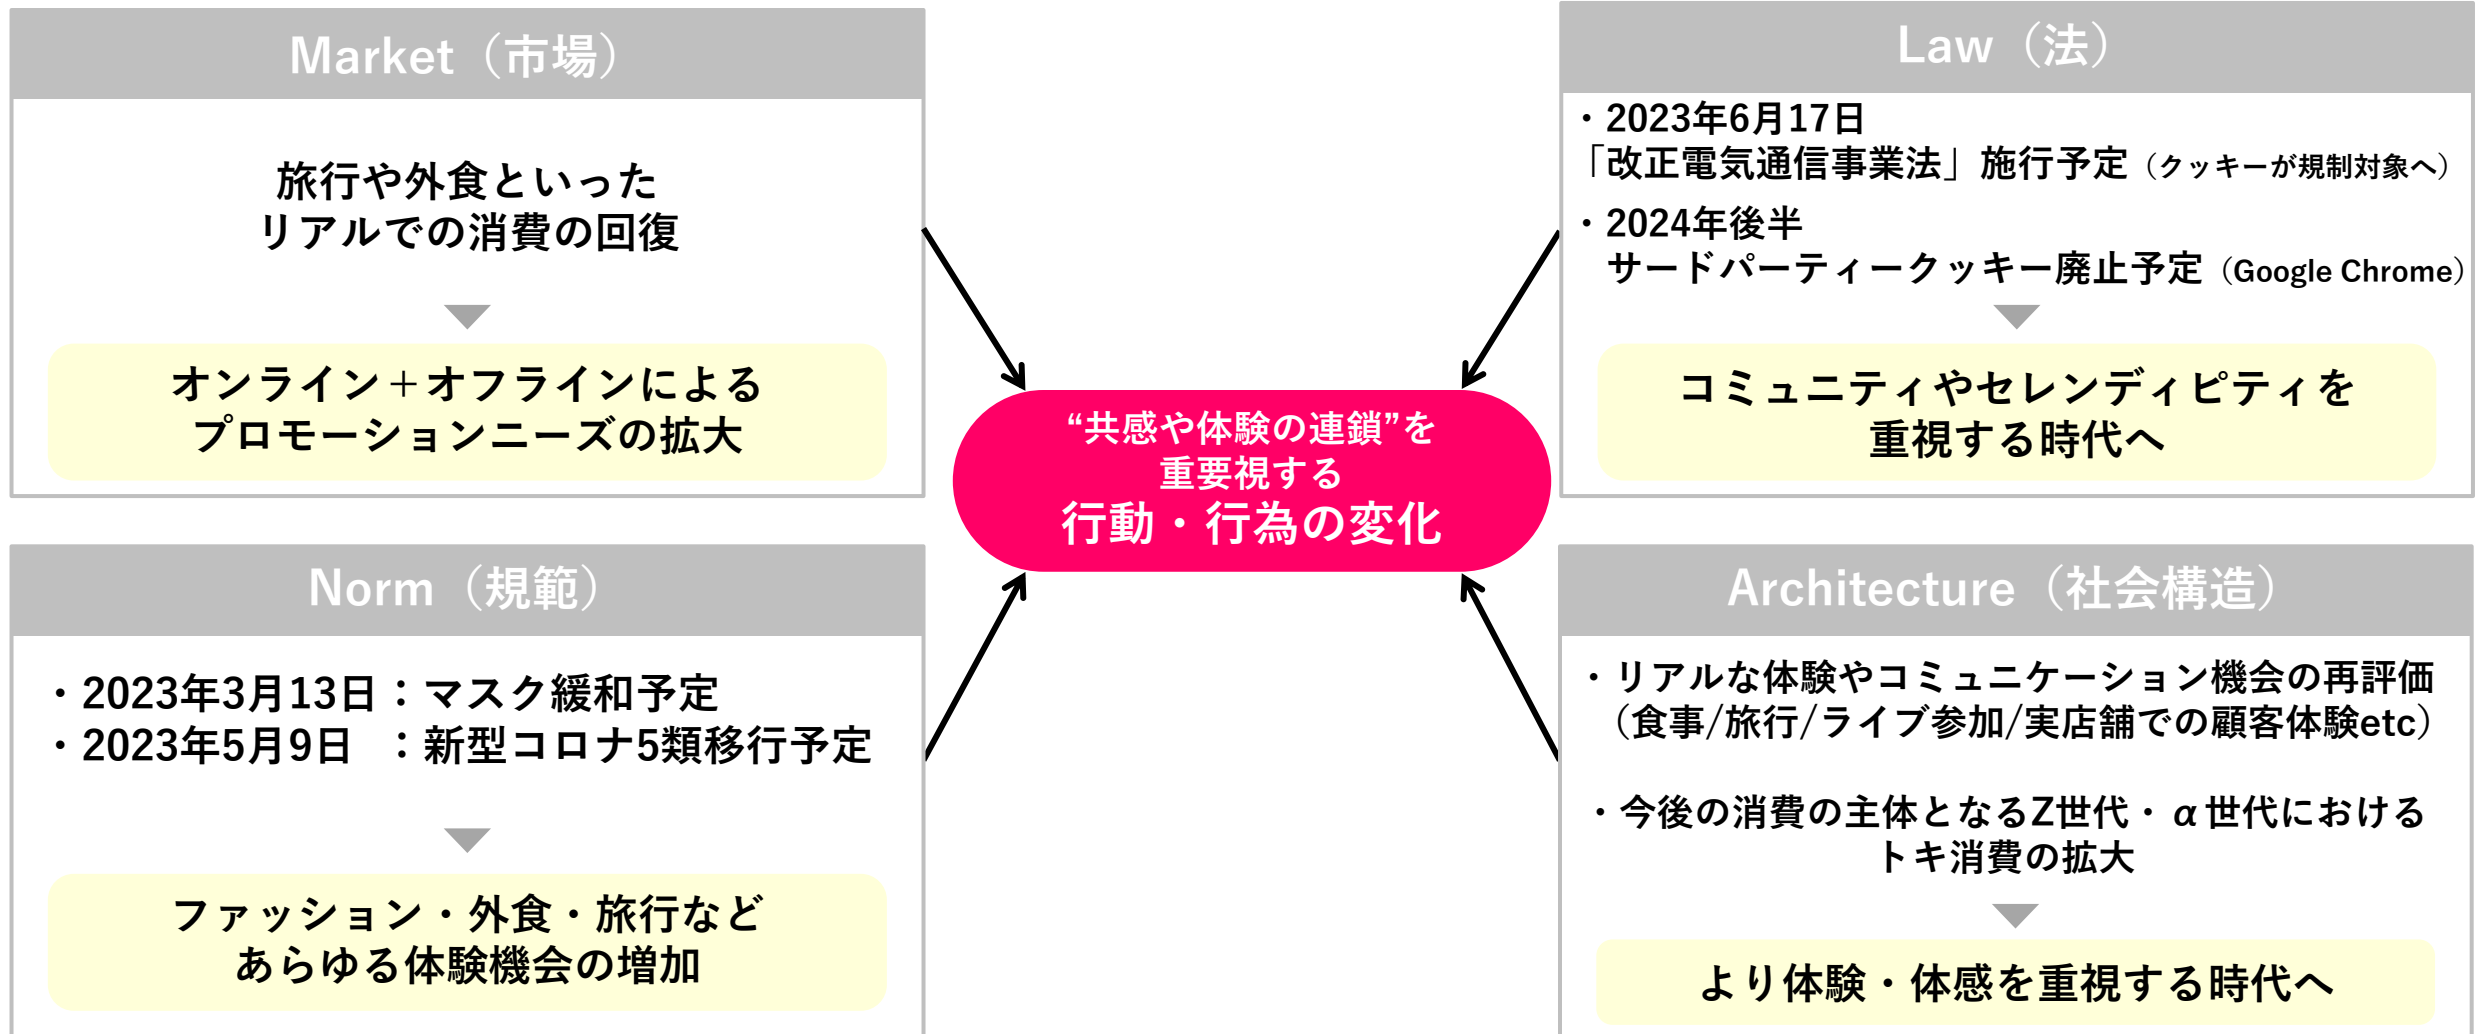 Market（市場）
旅行や外食といった
リアルでの消費の回復
オンライン＋オフラインによる
プロモーションニーズの拡大
Law（法）
・2023年6月17日
「改正電気通信事業法」施行予定（クッキーが規制対象へ）
・2024年後半
サードパーティークッキー廃止予定（Google Chrome）
コミュニティやセレンディピティを
重視する時代へ
“共感や体験の連鎖”を
重要視する
行動・行為の変化
Norm（規範）
・2023年3月13日：マスク緩和予定
・2023年5月9日　：新型コロナ5類移行予定
ファッション・外食・旅行など
あらゆる体験機会の増加
Architecture（社会構造）
・リアルな体験やコミュニケーション機会の再評価
（食事/旅行/ライブ参加/実店舗での顧客体験etc）
・今後の消費の主体となるZ世代・α世代における
トキ消費の拡大
より体験・体感を重視する時代へ